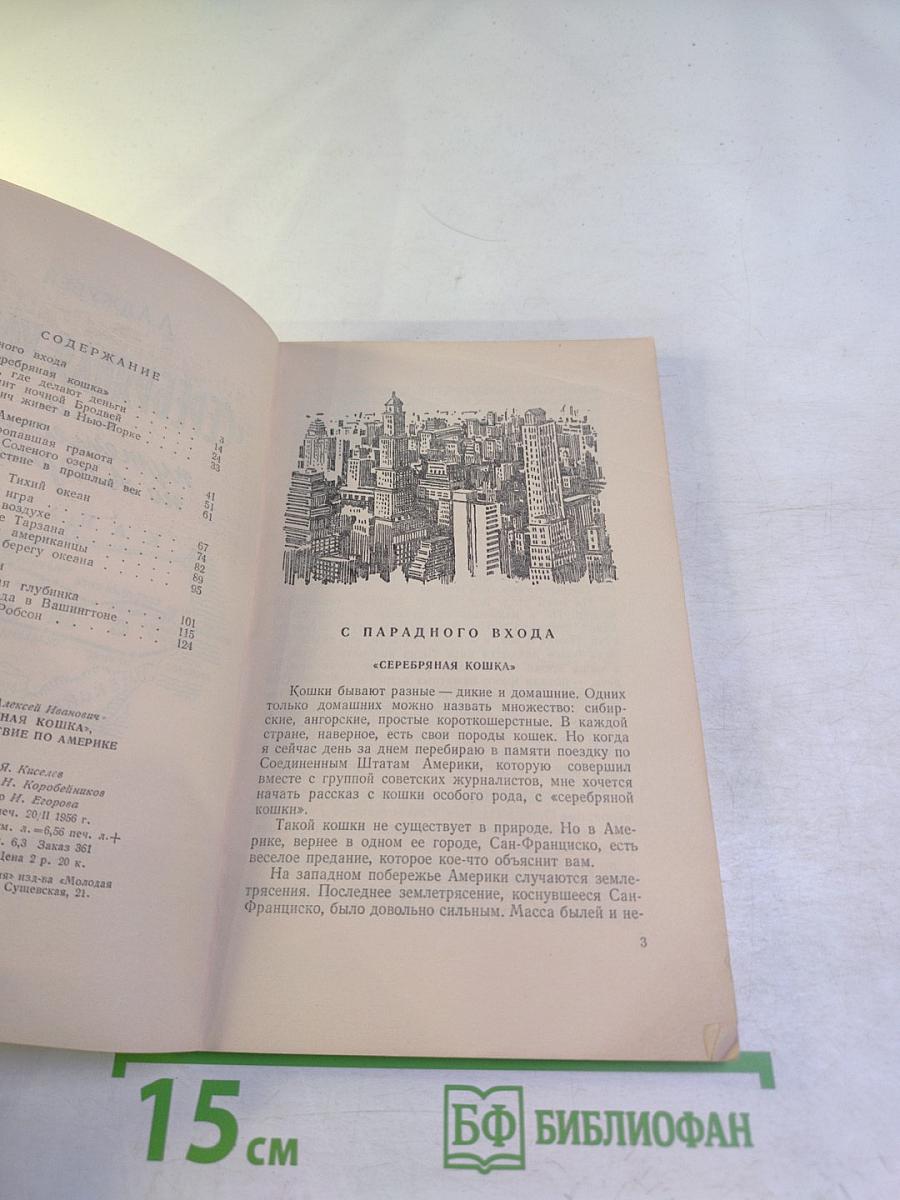 СОДЕРЖАНИЕ
ного входа
еребряная кошка» . . . 3
, где делают деньги . . . 14
ит ночной Бродвей . . . 24
ич живет в Нью-Йорке . . . 33
Америки
ропавшая грамота . . . 41
Соленого озера . . . 51
ствие в прошлый век . . . 61
Тихий океан
игра . . . 67
воздухе . . . 74
е Тарзана . . . 82
американцы . . . 89
берегу океана . . . 95
и
ая глубинка . . . 101
да в Вашингтоне . . . 115
Робсон . . . 124
Алексей Иванович
НАЯ КОШКА»,
ТВИЕ ПО АМЕРИКЕ
Я. Киселев
Н. Коробейников
р И. Егорова
печ. 20/II 1956 г.
м. л.=6,56 печ. л.+
. 6,3 Заказ 361
Цена 2 р. 20 к.
ия» изд-ва «Молодая
Сущевская, 21.
С ПАРАДНОГО ВХОДА
«СЕРЕБРЯНАЯ КОШКА»
Кошки бывают разные — дикие и домашние. Одних
только домашних можно назвать множество: сибир-
ские, ангорские, простые короткошерстные. В каждой
стране, наверное, есть свои породы кошек. Но когда
я сейчас день за днем перебираю в памяти поездку по
Соединенным Штатам Америки, которую совершил
вместе с группой советских журналистов, мне хочется
начать рассказ с кошки особого рода, с «серебряной
кошки».
Такой кошки не существует в природе. Но в Аме-
рике, вернее в одном ее городе, Сан-Франциско, есть
веселое предание, которое кое-что объяснит вам.
На западном побережье Америки случаются земле-
трясения. Последнее землетрясение, коснувшееся Сан-
Франциско, было довольно сильным. Масса былей и не-
3
15 см
БФ БИБЛИОФАН